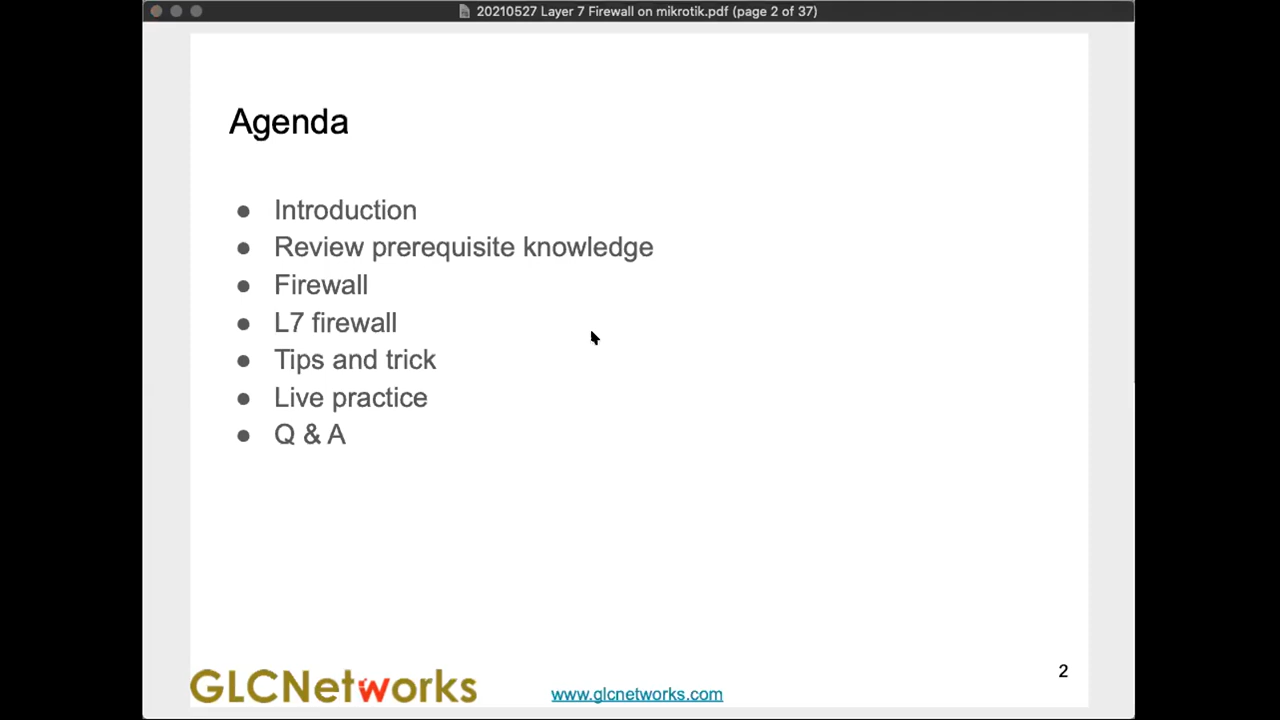 20210527 Layer 7 Firewall on mikrotik.pdf (page 2 of 37)
Agenda
● Introduction
● Review prerequisite knowledge
● Firewall
● L7 firewall
● Tips and trick
● Live practice
● Q & A
2
GLCNetworks
www.glcnetworks.com